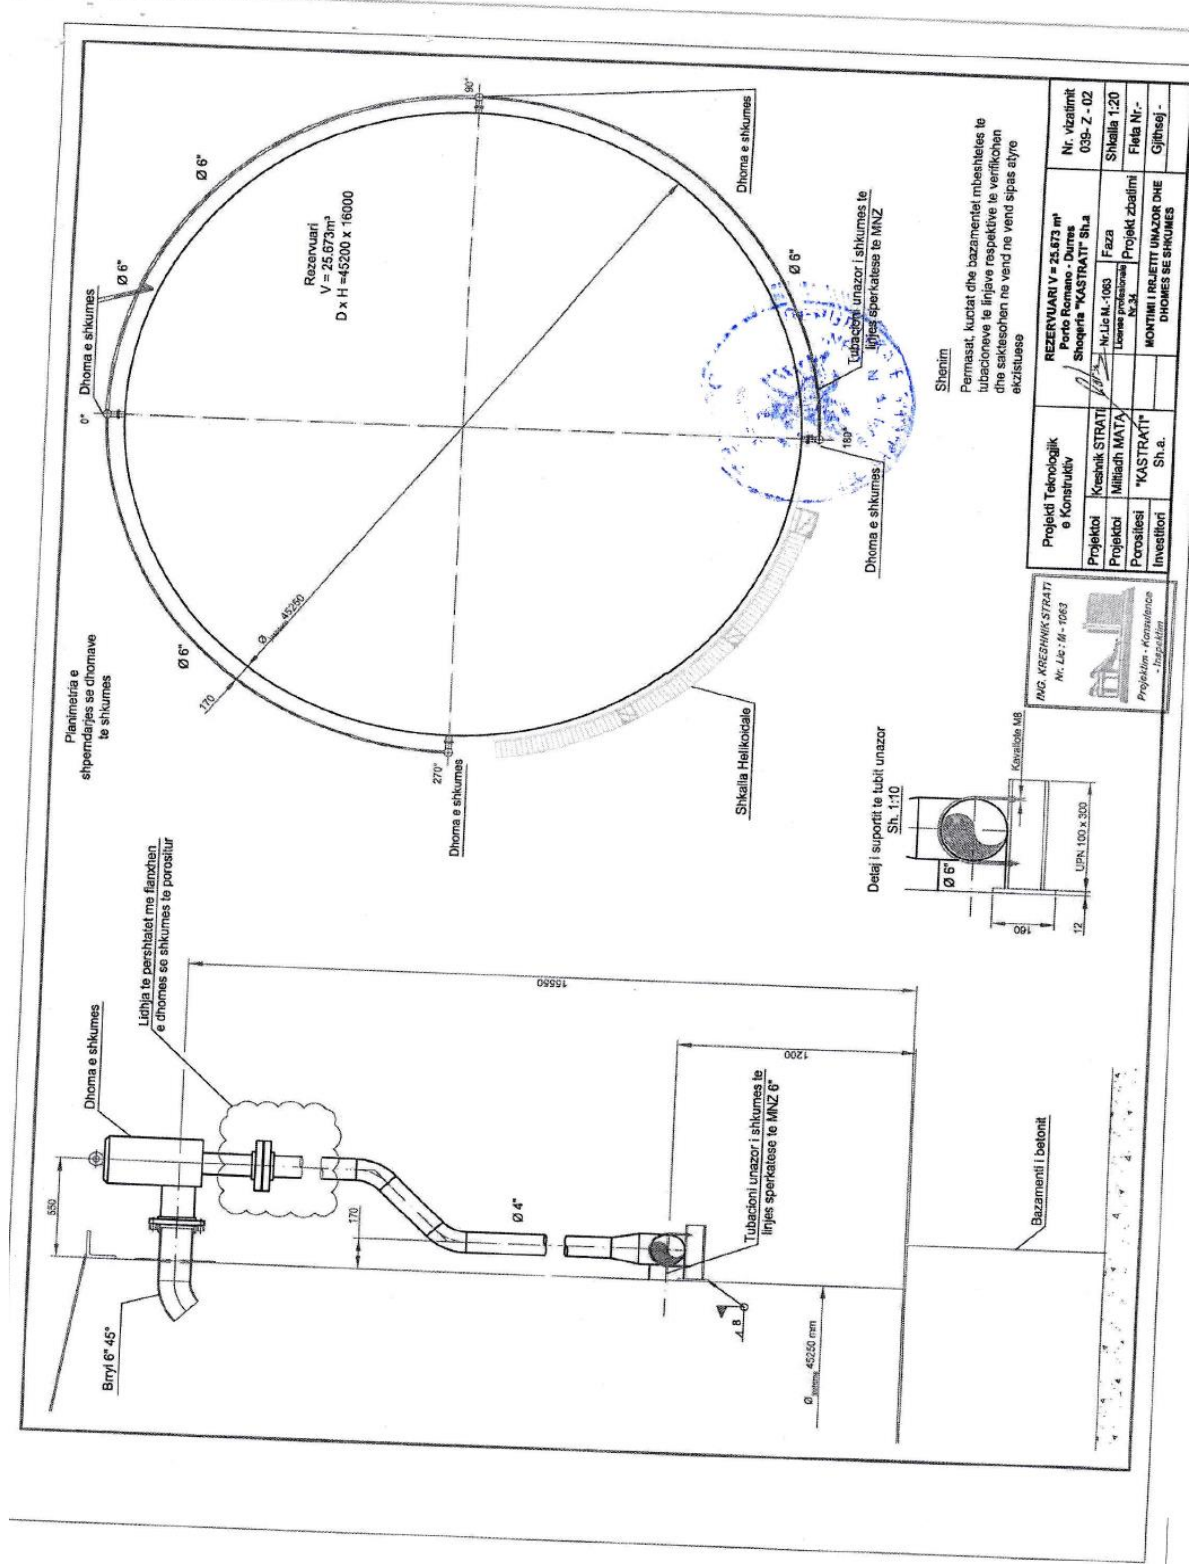 Planimetria e
shperndarjes se dhomave
te shkumes
0°
Dhoma e shkumes
Ø 6"
Ø 6"
90°
Dhoma e shkumes
Rezervuari
V = 25.673m³
D x H =45200 x 16000
Ø 6"
170
Ø
45250
270°
Dhoma e shkumes
Shkalla Helikoidale
180°
Dhoma e shkumes
Ø 6"
Tubacioni unazor i shkumes te
linjes sperkatese te MNZ
Shenim
Permasat, kuotat dhe bazamentet mbeshtetes te
tubacioneve te linjave respektive te verifikohen
dhe saktesohen ne vend ne vend sipas atyre
ekzistuese
Lidhja te pershtatet me flanxhen
e dhomes se shkumes te porositur
Dhoma e shkumes
550
Brryl 6" 45°
170
Ø 4"
15550
1200
Tubacioni unazor i shkumes te
linjes sperkatese te MNZ 6"
Ø
45250 mm
Bazamenti i betonit
Detaj i suportit te tubit unazor
Sh. 1:10
Ø 6"
Kavallote M8
160
12
UPN 100 x 300
ING. KRESHNIK STRATI
Nr. Lic : M - 1063
Projektim - Konsulence
- Inspektim
Projekti Teknologjik
e Konstruktiv
REZERVUARI V = 25.673 m³
Porto Romano - Durres
Shoqeria "KASTRATI" Sh.a
Nr. vizatimit
039- Z - 02
Projektoi
Kreshnik STRATI
Nr.Lic M.-1063
Faza
Shkalla 1:20
Projektoi
Miltiadh MATA
License profesionale
Nr.34
Projekt zbatimi
Fleta Nr.-
Porositesi
"KASTRATI"
Sh.a.
Investitori
MONTIMI I RRJETIT UNAZOR DHE
DHOMES SE SHKUMES
Gjithsej -